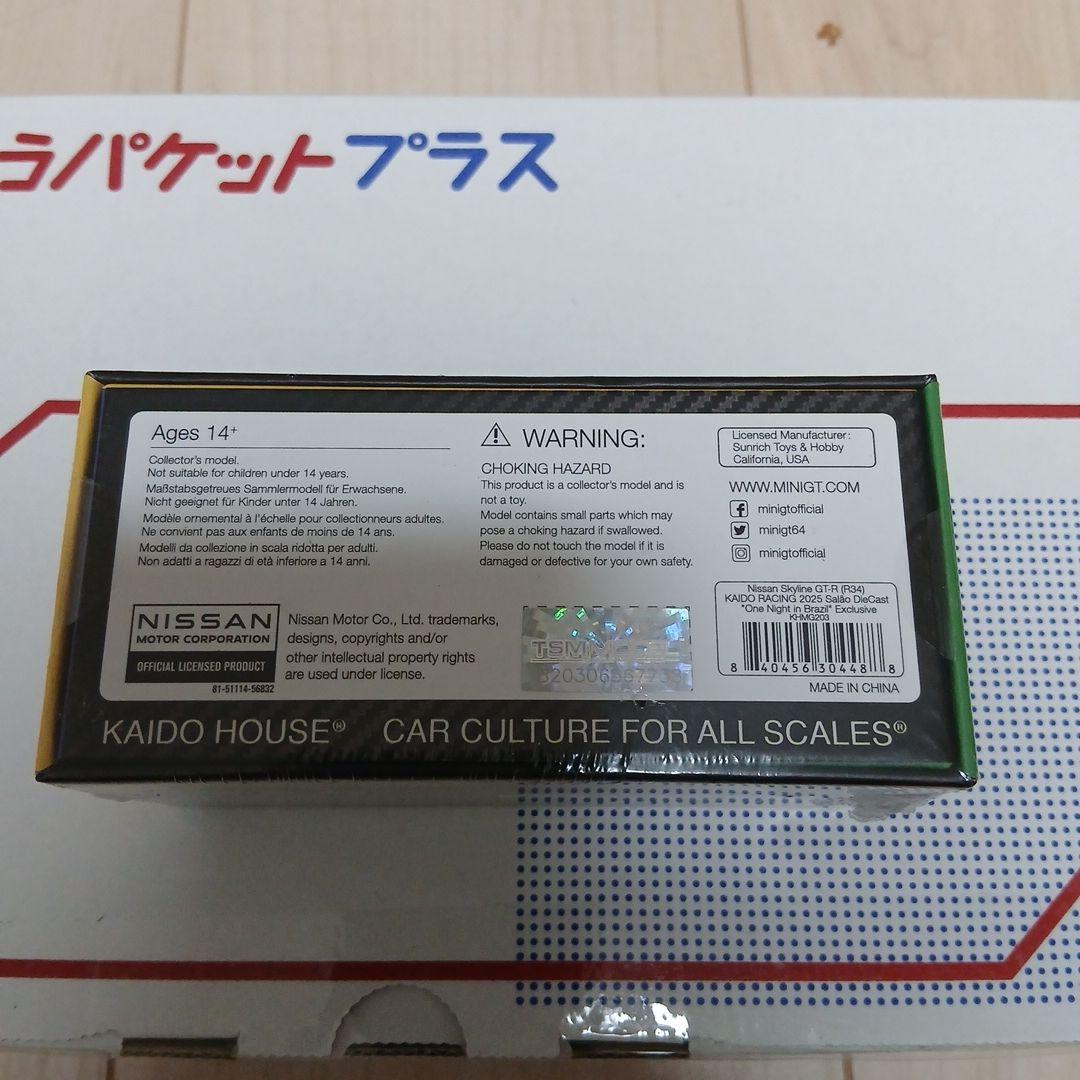 うパケットプラス
Ages 14+
Collector's model.
Not suitable for children under 14 years.
Maßstabsgetreues Sammlermodell für Erwachsene.
Nicht geeignet für Kinder unter 14 Jahren.
Modèle ornemental à l'échelle pour collectionneurs adultes.
Ne convient pas aux enfants de moins de 14 ans.
Modelli da collezione in scala ridotta per adulti.
Non adatti a ragazzi di età inferiore a 14 anni.
WARNING:
CHOKING HAZARD
This product is a collector's model and is
not a toy.
Model contains small parts which may
pose a choking hazard if swallowed.
Please do not touch the model if it is
damaged or defective for your own safety.
Licensed Manufacturer:
Sunrich Toys & Hobby
California, USA
WWW.MINIGT.COM
minigtofficial
minigt64
minigtofficial
NISSAN
MOTOR CORPORATION
OFFICIAL LICENSED PRODUCT
81-51114-56832
Nissan Motor Co., Ltd. trademarks,
designs, copyrights and/or
other intellectual property rights
are used under license.
Nissan Skyline GT-R (R34)
KAIDO RACING 2025 Salão DieCast
"One Night in Brazil" Exclusive
KHMG203
8 40456 30448 8
MADE IN CHINA
KAIDO HOUSE® CAR CULTURE FOR ALL SCALES®